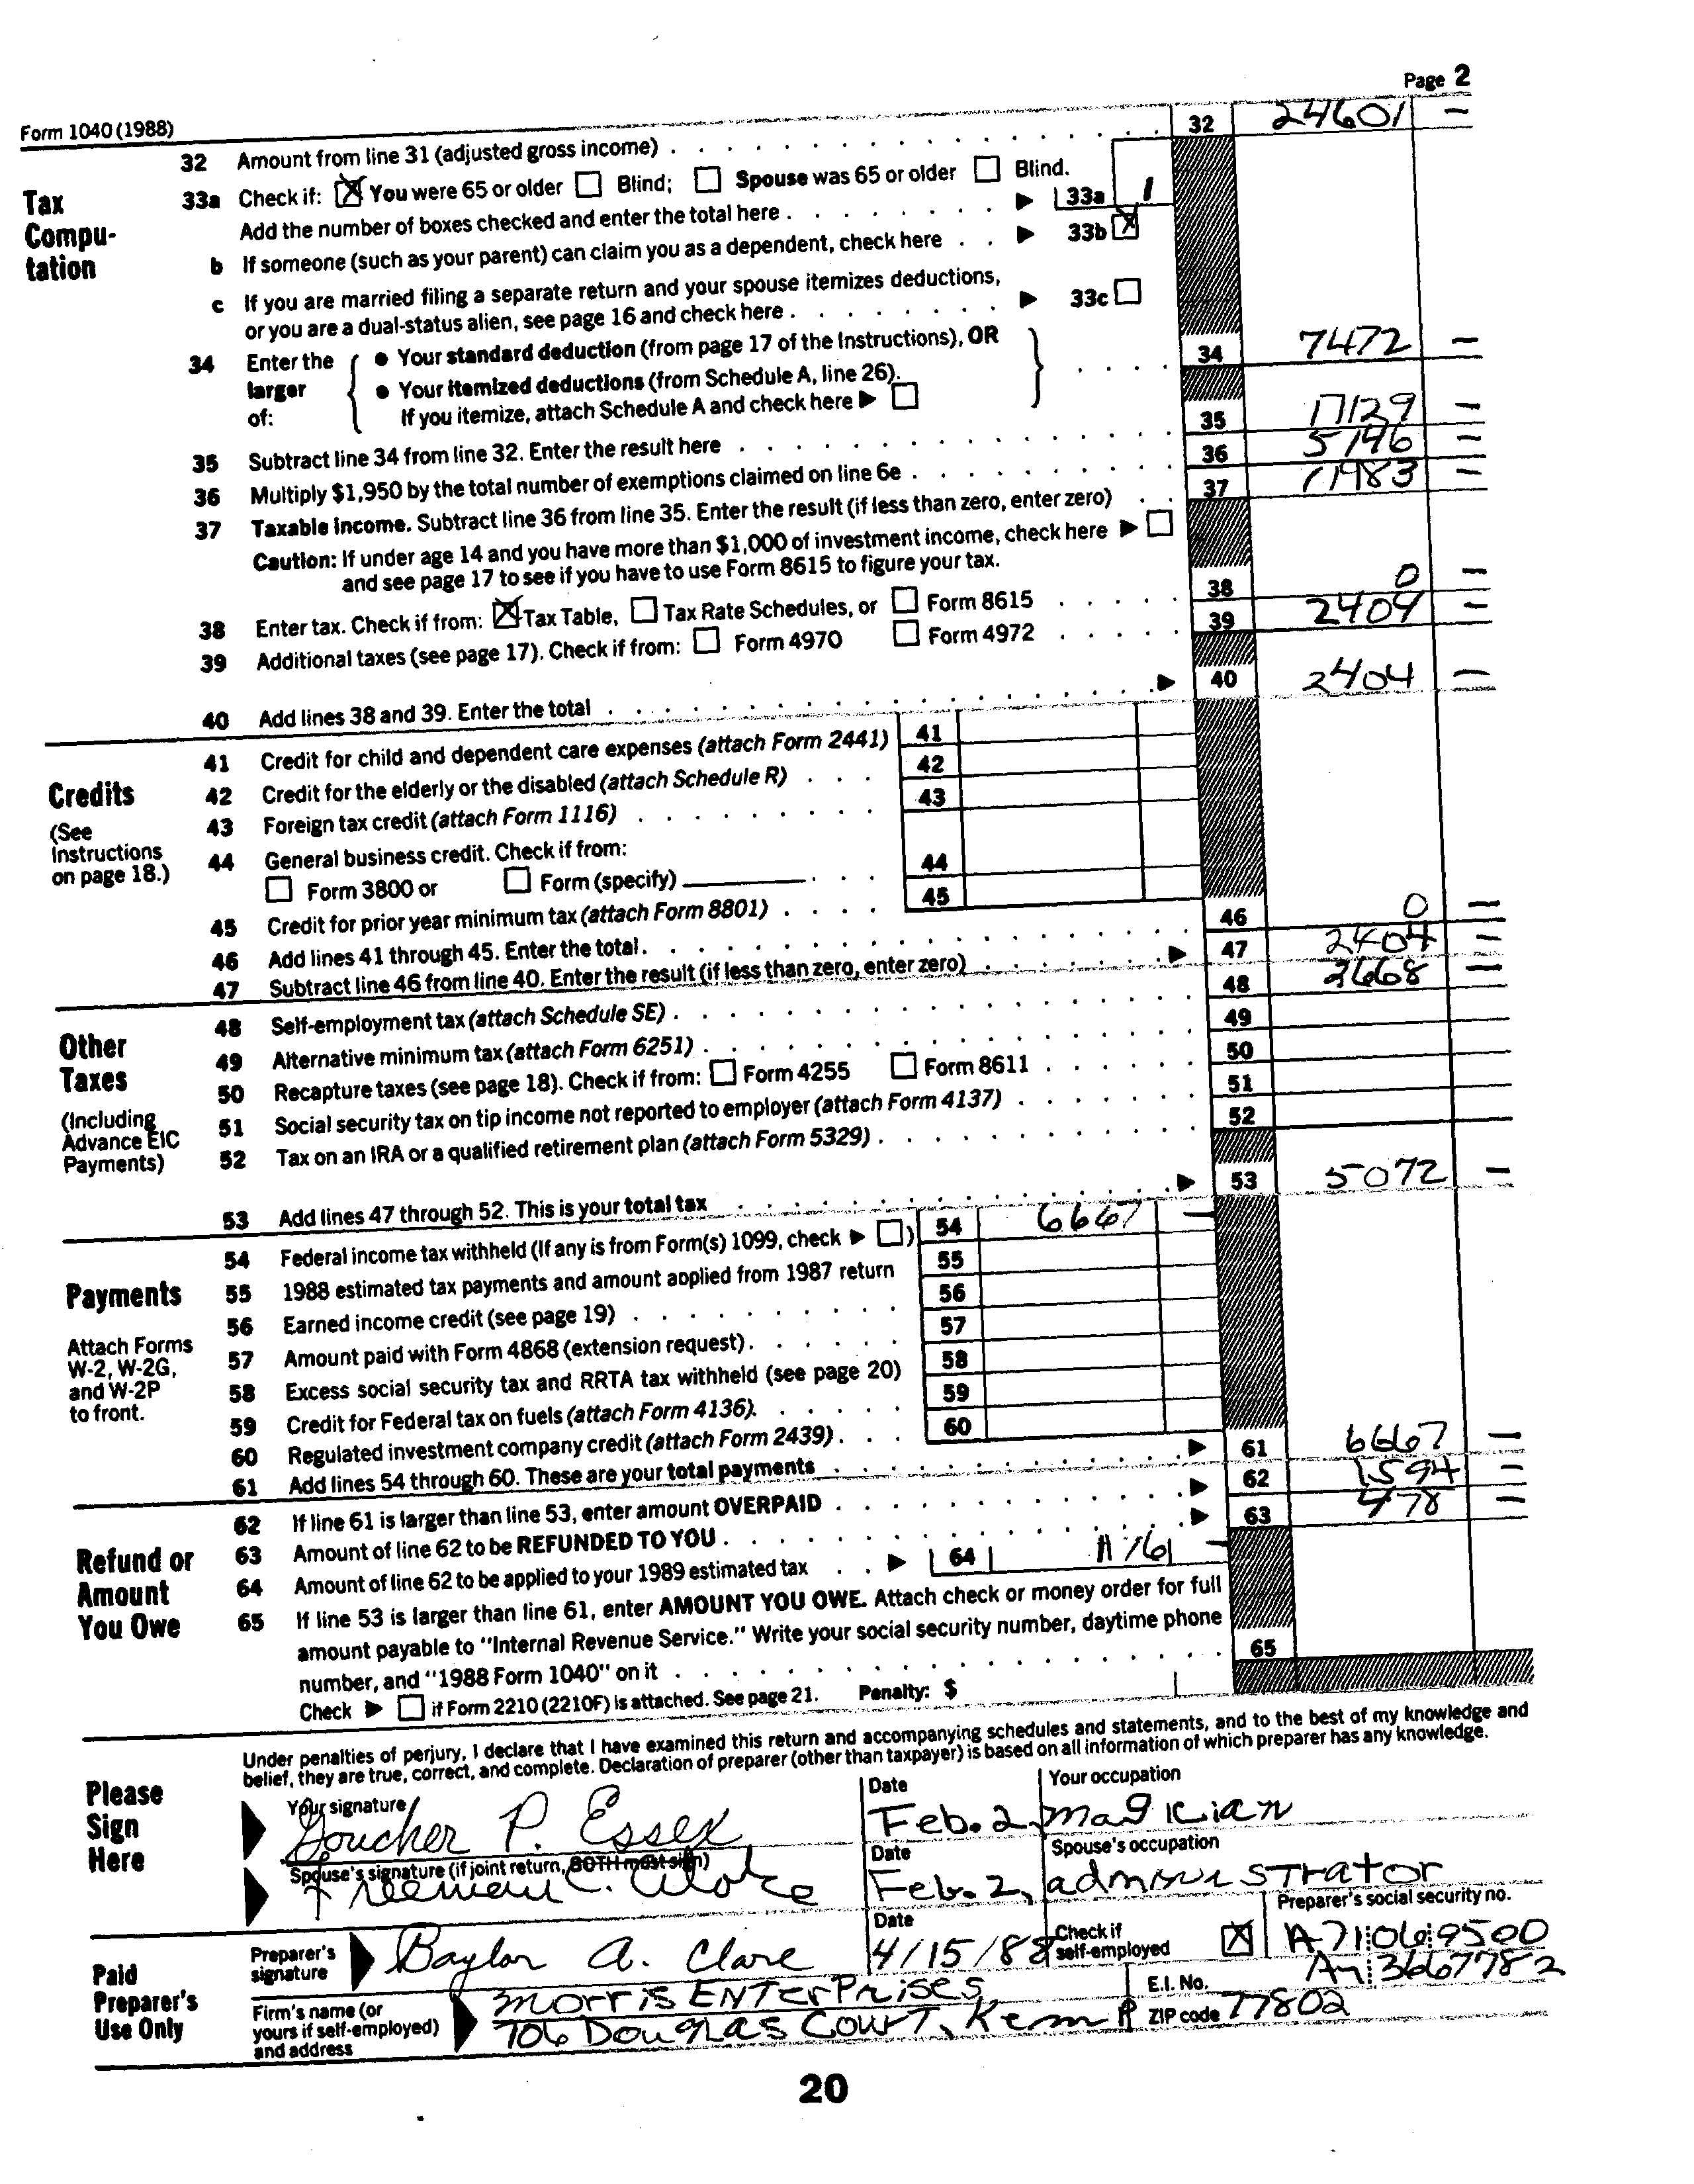 Page 2
Form 1040 (1988)
32 Amount from line 31 (adjusted gross income) 32 24601 —
Tax Computation
33a Check if: ☒ You were 65 or older ☐ Blind; ☐ Spouse was 65 or older ☐ Blind.
Add the number of boxes checked and enter the total here ▶ 33a 1
b If someone (such as your parent) can claim you as a dependent, check here ▶ 33b ☒
c If you are married filing a separate return and your spouse itemizes deductions,
or you are a dual-status alien, see page 16 and check here ▶ 33c ☐
34 Enter the larger of: { ● Your standard deduction (from page 17 of the Instructions), OR
● Your itemized deductions (from Schedule A, line 26).
If you itemize, attach Schedule A and check here ▶ ☐ } 34 7472 —
35 Subtract line 34 from line 32. Enter the result here 35 17129 —
36 Multiply $1,950 by the total number of exemptions claimed on line 6e 36 5146 —
37 Taxable income. Subtract line 36 from line 35. Enter the result (if less than zero, enter zero) 37 11983 —
Caution: If under age 14 and you have more than $1,000 of investment income, check here ▶ ☐
and see page 17 to see if you have to use Form 8615 to figure your tax.
38 Enter tax. Check if from: ☒ Tax Table, ☐ Tax Rate Schedules, or ☐ Form 8615 38 0 —
39 Additional taxes (see page 17). Check if from: ☐ Form 4970 ☐ Form 4972 39 2404 —
40 Add lines 38 and 39. Enter the total ▶ 40 2404 —
Credits
(See Instructions on page 18.)
41 Credit for child and dependent care expenses (attach Form 2441) 41
42 Credit for the elderly or the disabled (attach Schedule R) 42
43 Foreign tax credit (attach Form 1116) 43
44 General business credit. Check if from:
☐ Form 3800 or ☐ Form (specify) 44
45 Credit for prior year minimum tax (attach Form 8801) 45
46 Add lines 41 through 45. Enter the total 46 0 —
47 Subtract line 46 from line 40. Enter the result (if less than zero, enter zero) ▶ 47 2404 —
Other Taxes
(Including Advance EIC Payments)
48 Self-employment tax (attach Schedule SE) 48 2668 —
49 Alternative minimum tax (attach Form 6251) 49
50 Recapture taxes (see page 18). Check if from: ☐ Form 4255 ☐ Form 8611 50
51 Social security tax on tip income not reported to employer (attach Form 4137) 51
52 Tax on an IRA or a qualified retirement plan (attach Form 5329) 52
53 Add lines 47 through 52. This is your total tax ▶ 53 5072 —
Payments
Attach Forms W-2, W-2G, and W-2P to front.
54 Federal income tax withheld (If any is from Form(s) 1099, check ▶ ☐) 54 6667 —
55 1988 estimated tax payments and amount applied from 1987 return 55
56 Earned income credit (see page 19) 56
57 Amount paid with Form 4868 (extension request) 57
58 Excess social security tax and RRTA tax withheld (see page 20) 58
59 Credit for Federal tax on fuels (attach Form 4136) 59
60 Regulated investment company credit (attach Form 2439) 60
61 Add lines 54 through 60. These are your total payments ▶ 61 6667 —
Refund or Amount You Owe
62 If line 61 is larger than line 53, enter amount OVERPAID ▶ 62 1594 —
63 Amount of line 62 to be REFUNDED TO YOU ▶ 63 478 —
64 Amount of line 62 to be applied to your 1989 estimated tax ▶ 64
65 If line 53 is larger than line 61, enter AMOUNT YOU OWE. Attach check or money order for full
amount payable to "Internal Revenue Service." Write your social security number, daytime phone
number, and "1988 Form 1040" on it 65
Check ▶ ☐ if Form 2210 (2210F) is attached. See page 21. Penalty: $
Please Sign Here
Under penalties of perjury, I declare that I have examined this return and accompanying schedules and statements, and to the best of my knowledge and
belief, they are true, correct, and complete. Declaration of preparer (other than taxpayer) is based on all information of which preparer has any knowledge.
Your signature Goucher P. Essex Date Feb. 2, Your occupation Magician
Spouse's signature (if joint return, BOTH must sign) Freeman C. Date Feb. 2, Spouse's occupation administrator
Paid Preparer's Use Only
Preparer's signature Baylor A. Clare Date 4/15/88 Check if self-employed ☒ Preparer's social security no. A71069500
Firm's name (or yours if self-employed) and address Morris Enterprises, E.I. No. 3667782
706 Douglas Court, Kemp ZIP code 77802
20